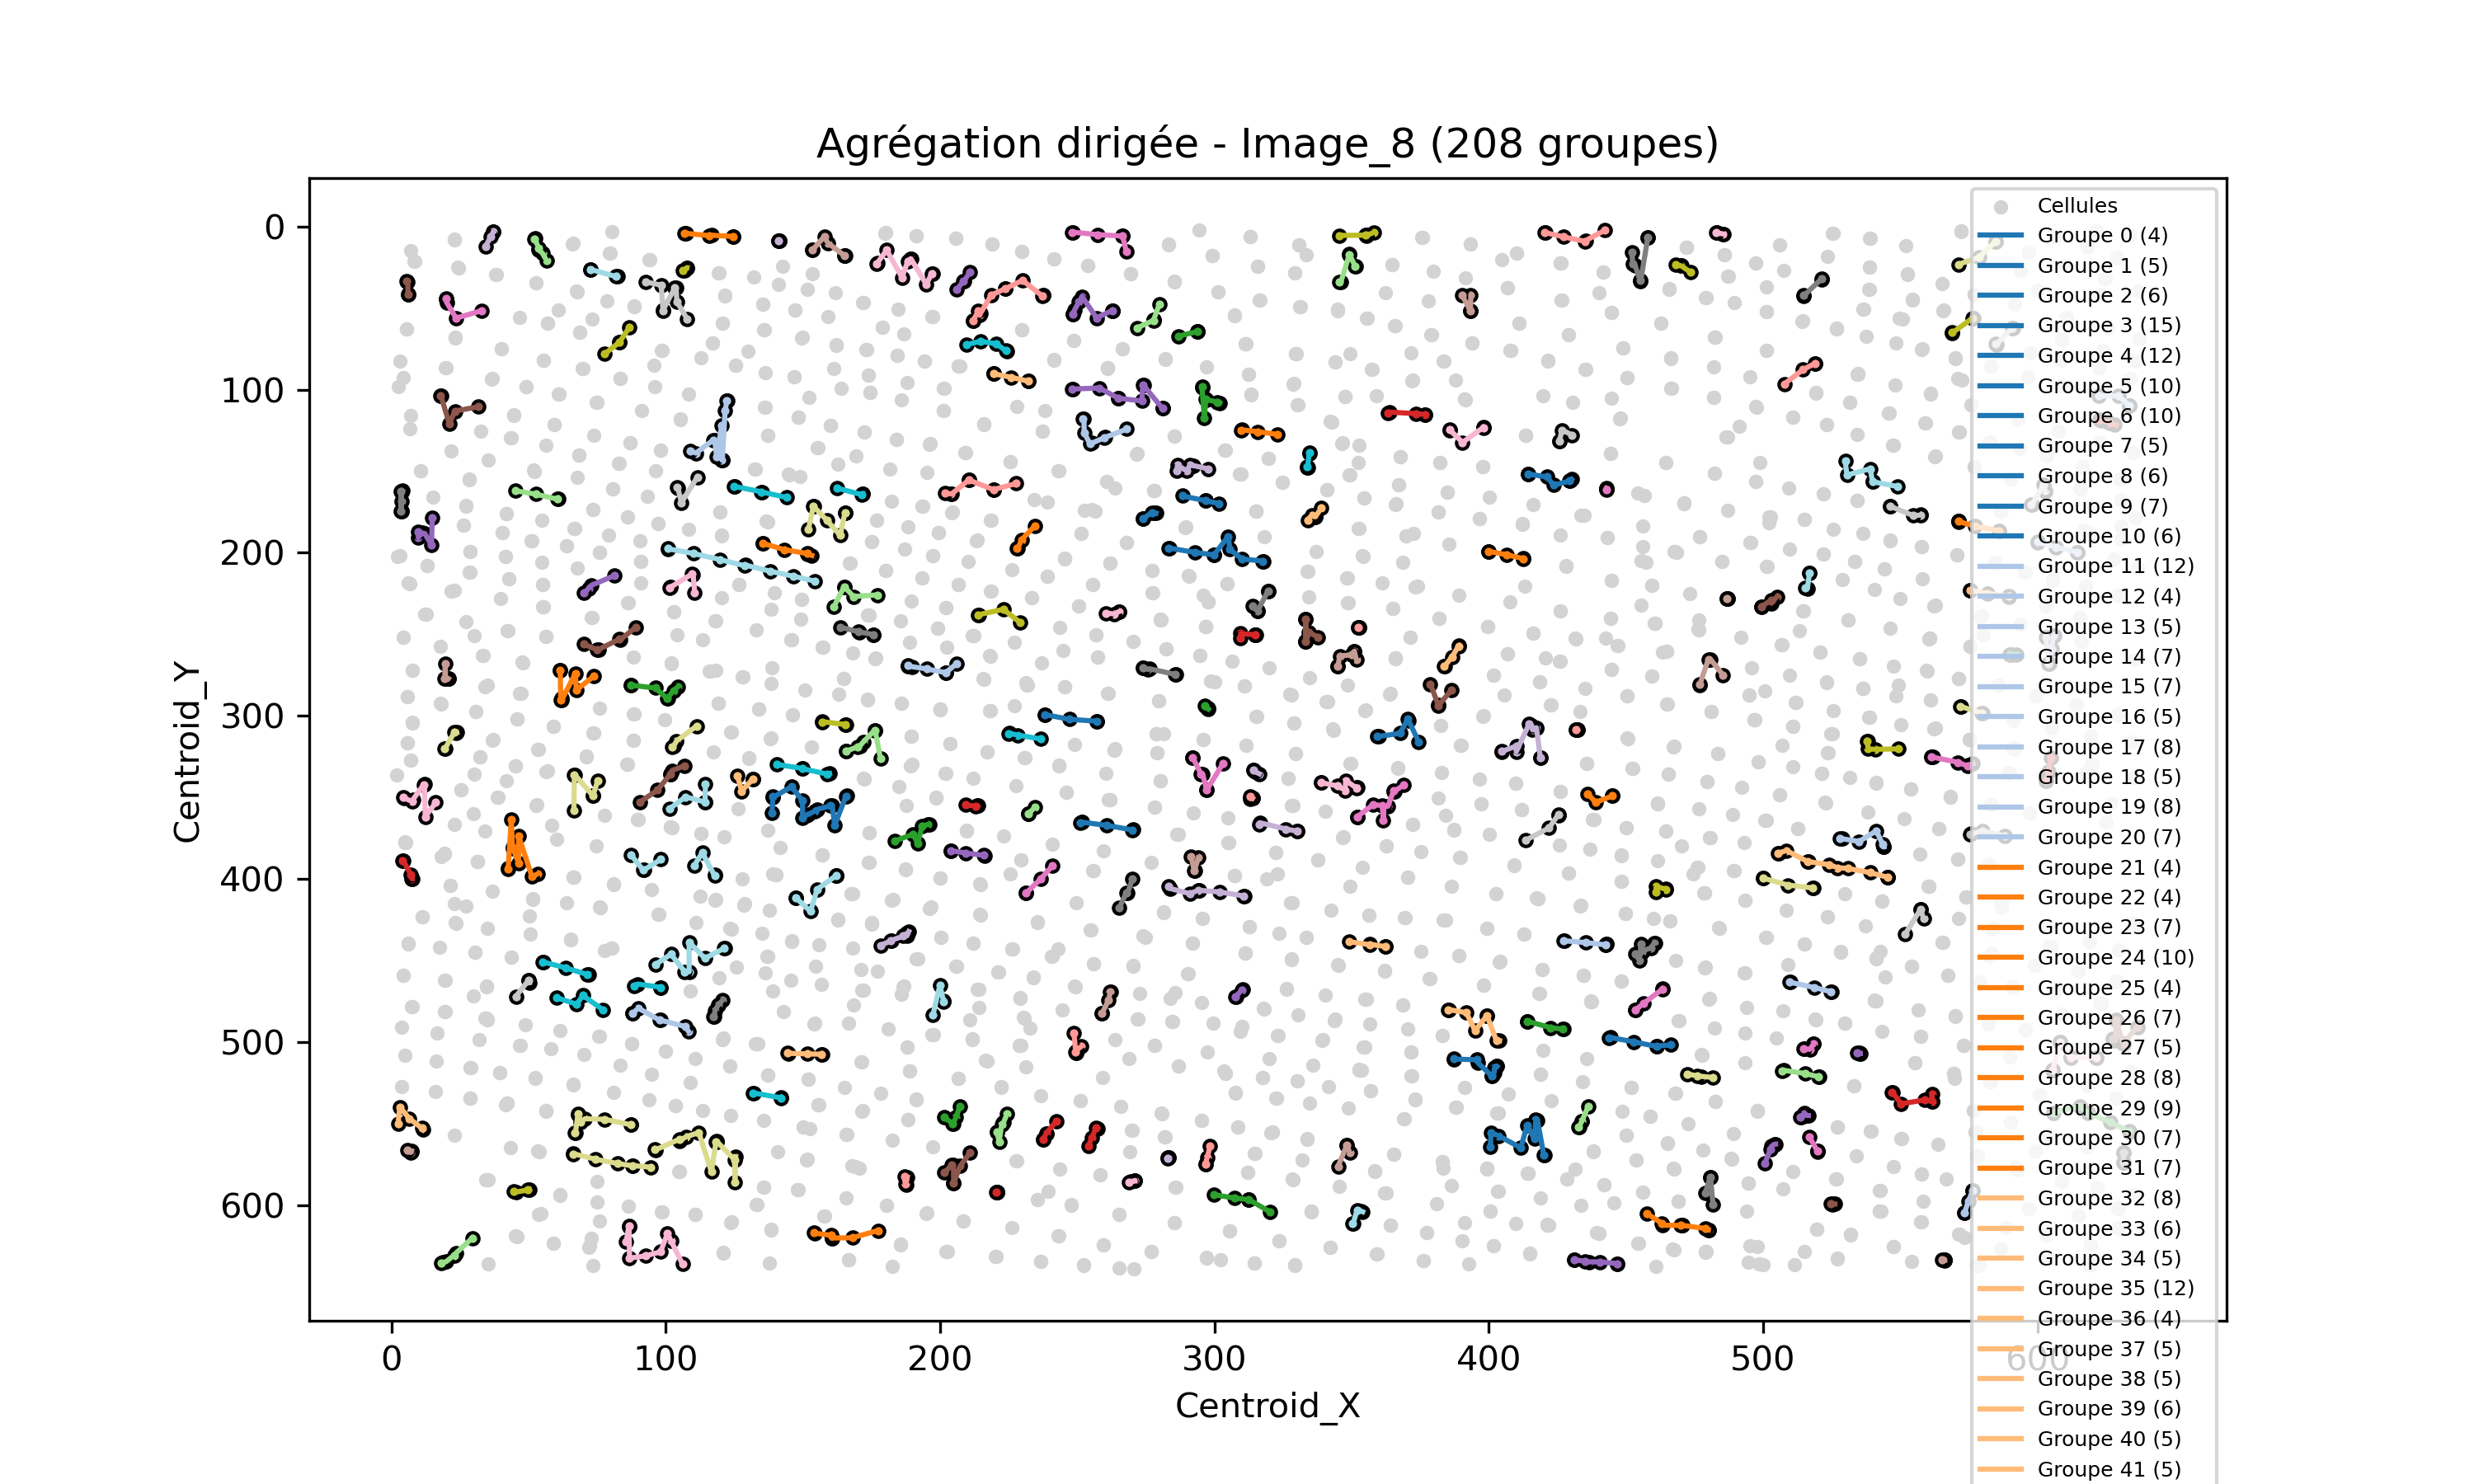 Agrégation dirigée - Image_8 (208 groupes)
Centroid_Y
0
100
200
300
400
500
600
0
100
200
300
400
500
600
Centroid_X
Cellules
Groupe 0 (4)
Groupe 1 (5)
Groupe 2 (6)
Groupe 3 (15)
Groupe 4 (12)
Groupe 5 (10)
Groupe 6 (10)
Groupe 7 (5)
Groupe 8 (6)
Groupe 9 (7)
Groupe 10 (6)
Groupe 11 (12)
Groupe 12 (4)
Groupe 13 (5)
Groupe 14 (7)
Groupe 15 (7)
Groupe 16 (5)
Groupe 17 (8)
Groupe 18 (5)
Groupe 19 (8)
Groupe 20 (7)
Groupe 21 (4)
Groupe 22 (4)
Groupe 23 (7)
Groupe 24 (10)
Groupe 25 (4)
Groupe 26 (7)
Groupe 27 (5)
Groupe 28 (8)
Groupe 29 (9)
Groupe 30 (7)
Groupe 31 (7)
Groupe 32 (8)
Groupe 33 (6)
Groupe 34 (5)
Groupe 35 (12)
Groupe 36 (4)
Groupe 37 (5)
Groupe 38 (5)
Groupe 39 (6)
Groupe 40 (5)
Groupe 41 (5)